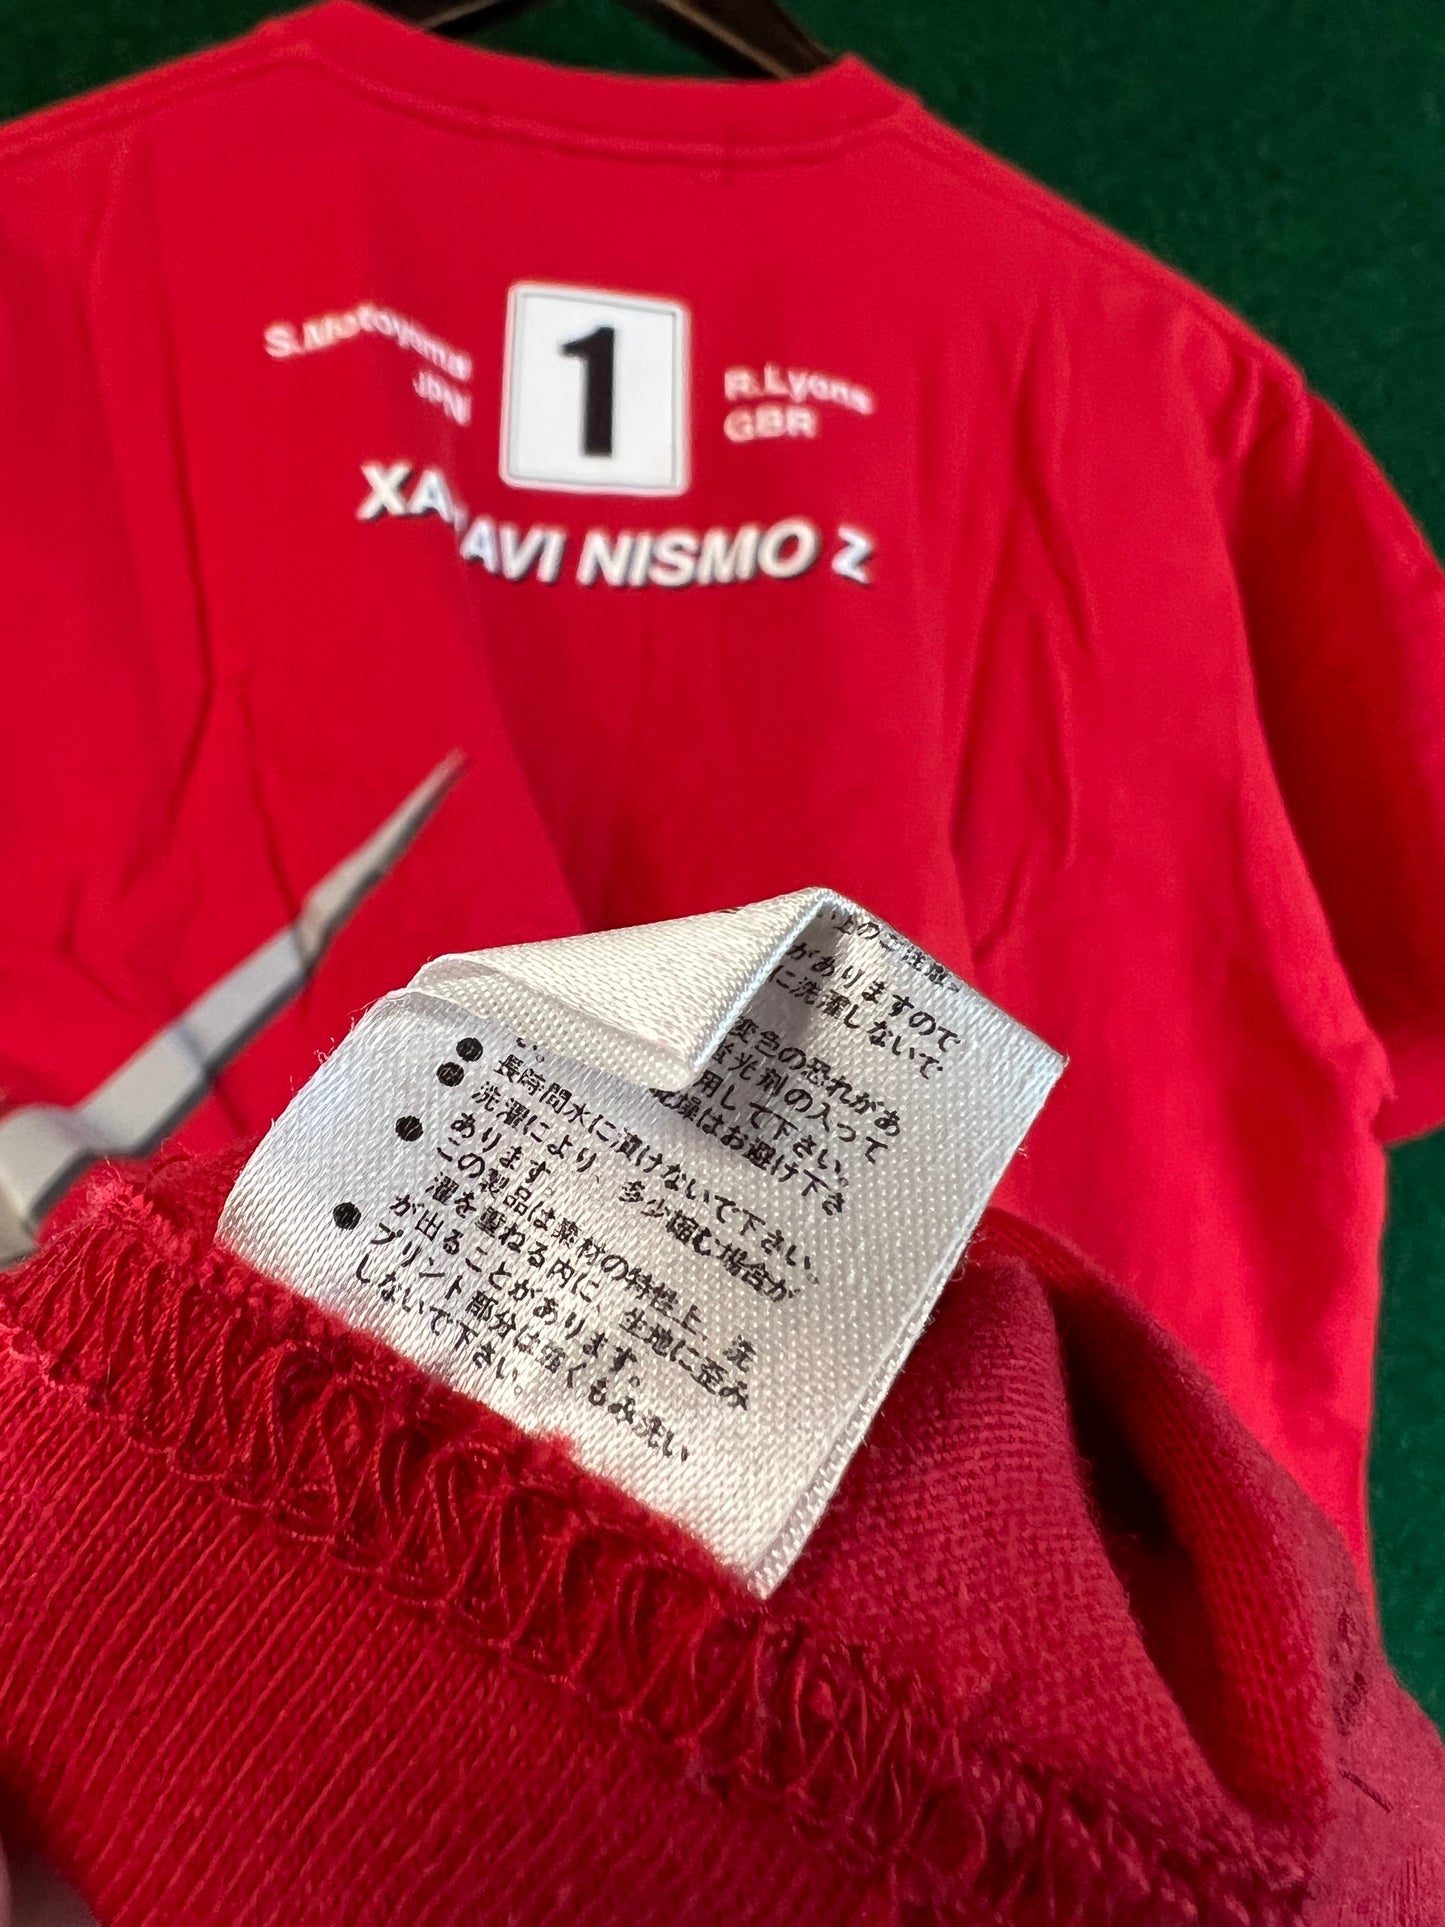 S.Motoyama
JPN
1
R.Lyons
GBR
XANAVI NISMO Z
上のご注意
がありますので
に洗濯しないで
変色の恐れがあ
蛍光剤の入って
用して下さい。
乾燥はお避け下さ
い。
● 長時間水に漬けないで下さい。
● 洗濯により、多少縮む場合が
あります。
● この製品は素材の特性上、洗
濯を重ねる内に、生地に歪み
が出ることがあります。
● プリント部分は強くもみ洗い
しないで下さい。